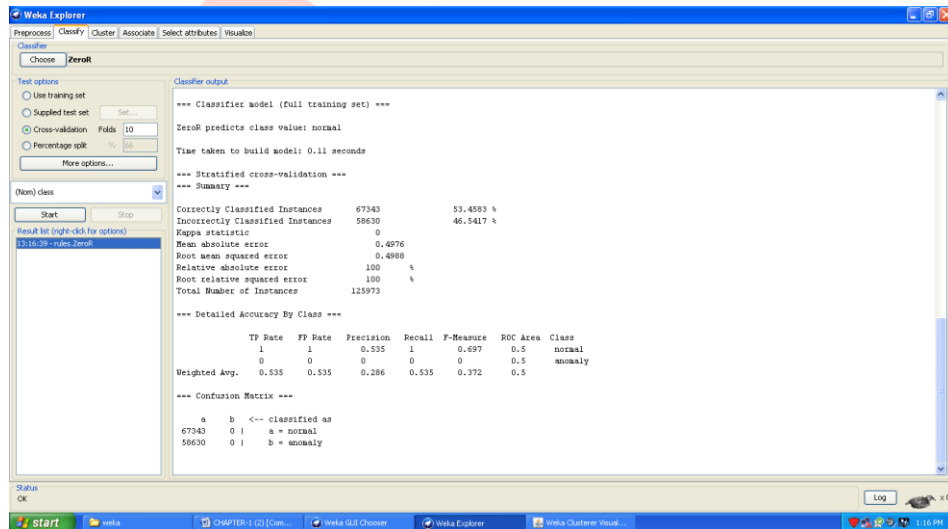 Weka Explorer
Preprocess Classify Cluster Associate Select attributes Visualize
Classifier
Choose ZeroR
Test options
Use training set
Supplied test set Set...
Cross-validation Folds 10
Percentage split % 66
More options...
(Nom) class
Start Stop
Result list (right-click for options)
13:16:39 - rules.ZeroR
Classifier output
=== Classifier model (full training set) ===
ZeroR predicts class value: normal
Time taken to build model: 0.11 seconds
=== Stratified cross-validation ===
=== Summary ===
Correctly Classified Instances 67343 53.4583 %
Incorrectly Classified Instances 58630 46.5417 %
Kappa statistic 0
Mean absolute error 0.4976
Root mean squared error 0.4988
Relative absolute error 100 %
Root relative squared error 100 %
Total Number of Instances 125973
=== Detailed Accuracy By Class ===
TP Rate FP Rate Precision Recall F-Measure ROC Area Class
1 1 0.535 1 0.697 0.5 normal
0 0 0 0 0 0.5 anomaly
Weighted Avg. 0.535 0.535 0.286 0.535 0.372 0.5
=== Confusion Matrix ===
a b <-- classified as
67343 0 | a = normal
58630 0 | b = anomaly
Status
OK
Log
x 0
start weka CHAPTER-1 (2) [Com... Weka GUI Chooser Weka Explorer Weka Clusterer Visual... 1:16 PM